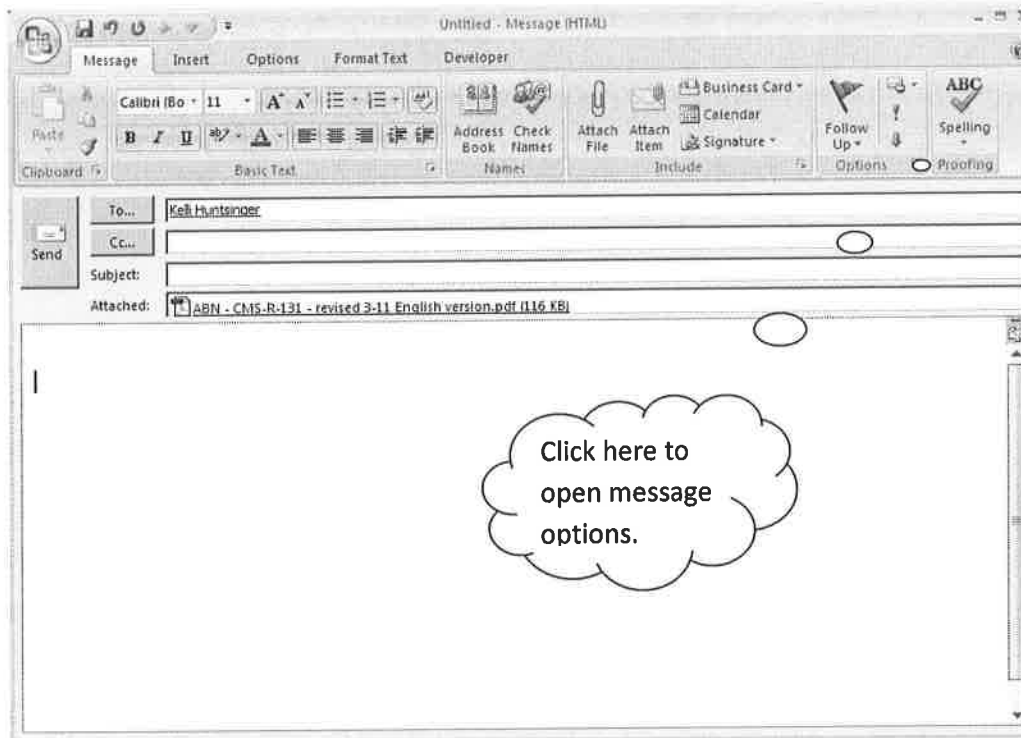 Untitled - Message (HTML)
Message Insert Options Format Text Developer
Calibri (Bo 11 A A Business Card ABC
Paste B I U ab A Address Book Check Names Attach File Attach Item Calendar Signature Follow Up Spelling
Clipboard Basic Text Names Include Options Proofing
To... Kelli Huntsinger
Send Cc...
Subject:
Attached: ABN - CMS-R-131 - revised 3-11 English version.pdf (116 KB)
Click here to
open message
options.